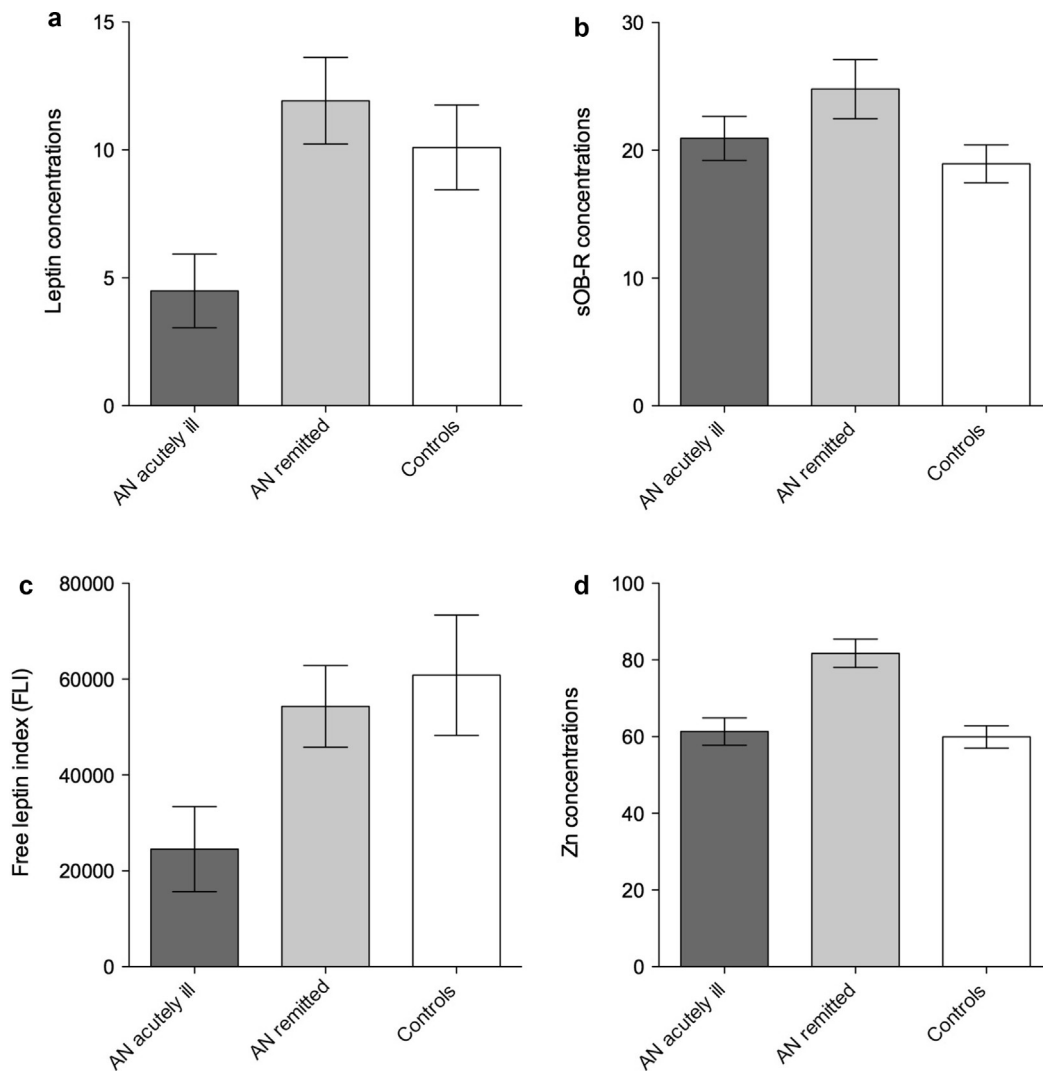 a
15
10
5
0
Leptin concentrations
AN acutely ill
AN remitted
Controls
b
30
20
10
0
sOB-R concentrations
AN acutely ill
AN remitted
Controls
c
80000
60000
40000
20000
0
Free leptin index (FLI)
AN acutely ill
AN remitted
Controls
d
100
80
60
40
20
0
Zn concentrations
AN acutely ill
AN remitted
Controls